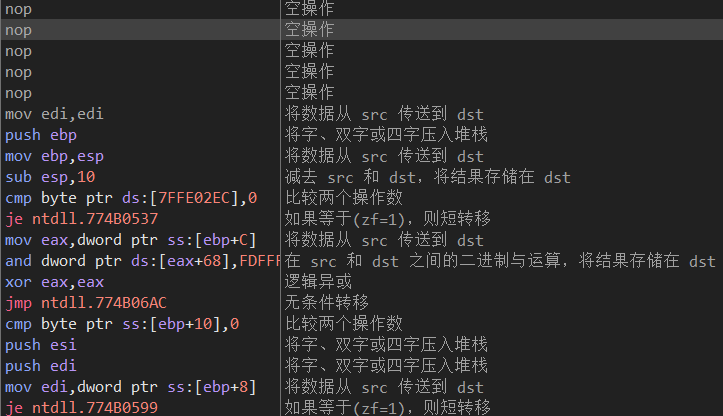 nop 空操作
nop 空操作
nop 空操作
nop 空操作
nop 空操作
mov edi,edi 将数据从 src 传送到 dst
push ebp 将字、双字或四字压入堆栈
mov ebp,esp 将数据从 src 传送到 dst
sub esp,10 减去 src 和 dst，将结果存储在 dst
cmp byte ptr ds:[7FFE02EC],0 比较两个操作数
je ntdll.774B0537 如果等于(zf=1)，则短转移
mov eax,dword ptr ss:[ebp+C] 将数据从 src 传送到 dst
and dword ptr ds:[eax+68],FDFFF 在 src 和 dst 之间的二进制与运算，将结果存储在 dst
xor eax,eax 逻辑异或
jmp ntdll.774B06AC 无条件转移
cmp byte ptr ss:[ebp+10],0 比较两个操作数
push esi 将字、双字或四字压入堆栈
push edi 将字、双字或四字压入堆栈
mov edi,dword ptr ss:[ebp+8] 将数据从 src 传送到 dst
je ntdll.774B0599 如果等于(zf=1)，则短转移